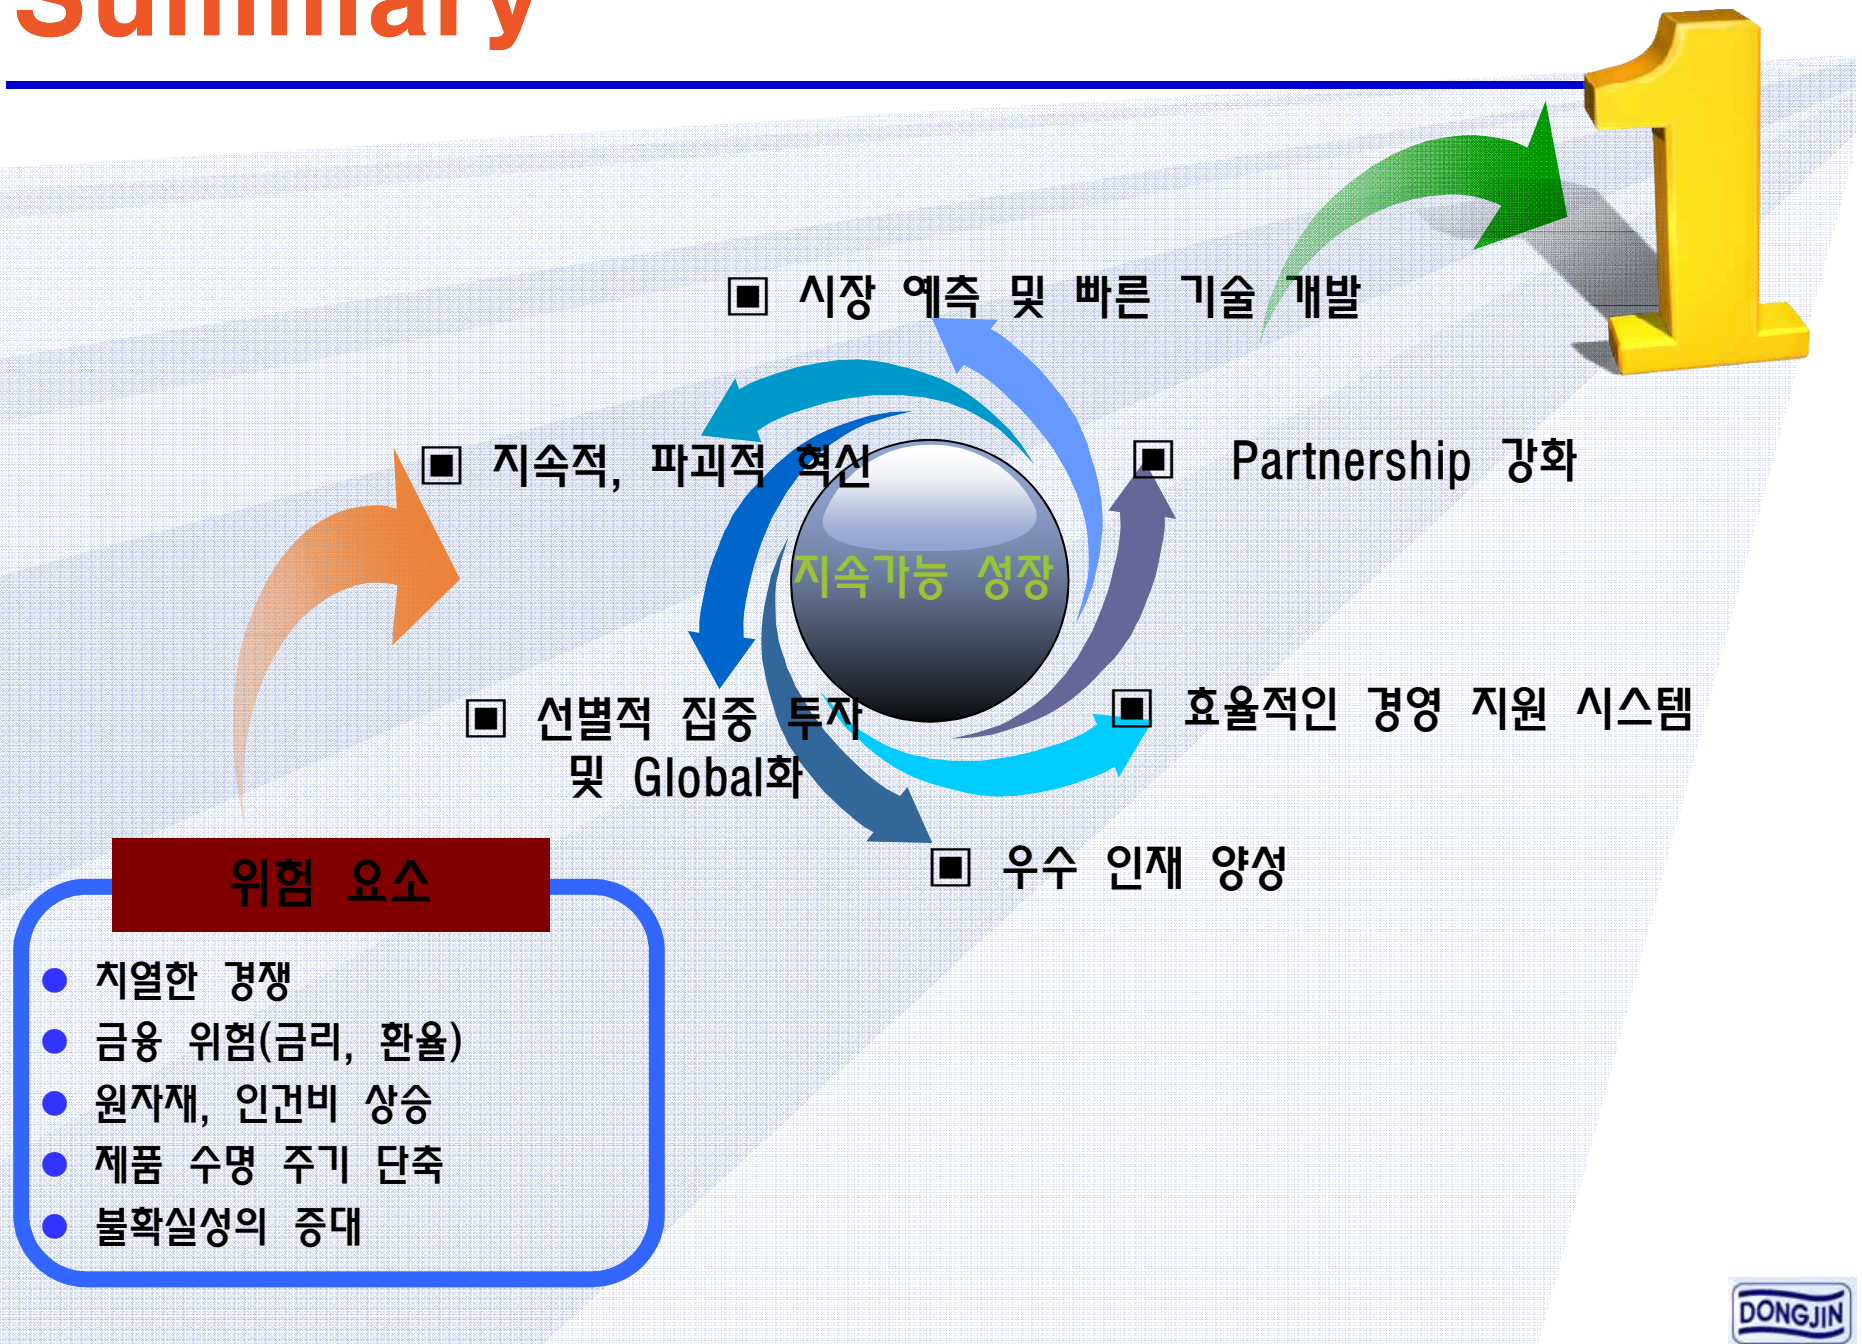 Summary
▣ 시장 예측 및 빠른 기술 개발
▣ 지속적, 파괴적 혁신
▣ Partnership 강화
지속가능 성장
▣ 선별적 집중 투자
및 Global화
▣ 효율적인 경영 지원 시스템
▣ 우수 인재 양성
위험 요소
● 치열한 경쟁
● 금융 위험(금리, 환율)
● 원자재, 인건비 상승
● 제품 수명 주기 단축
● 불확실성의 증대
1
DONGJIN